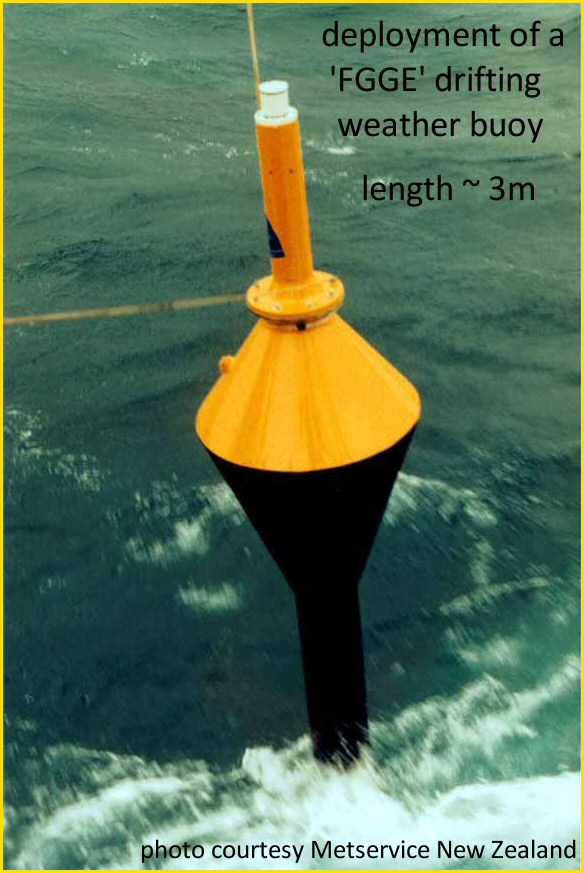 deployment of a
'FGGE' drifting
weather buoy
length ~ 3m
photo courtesy Metservice New Zealand